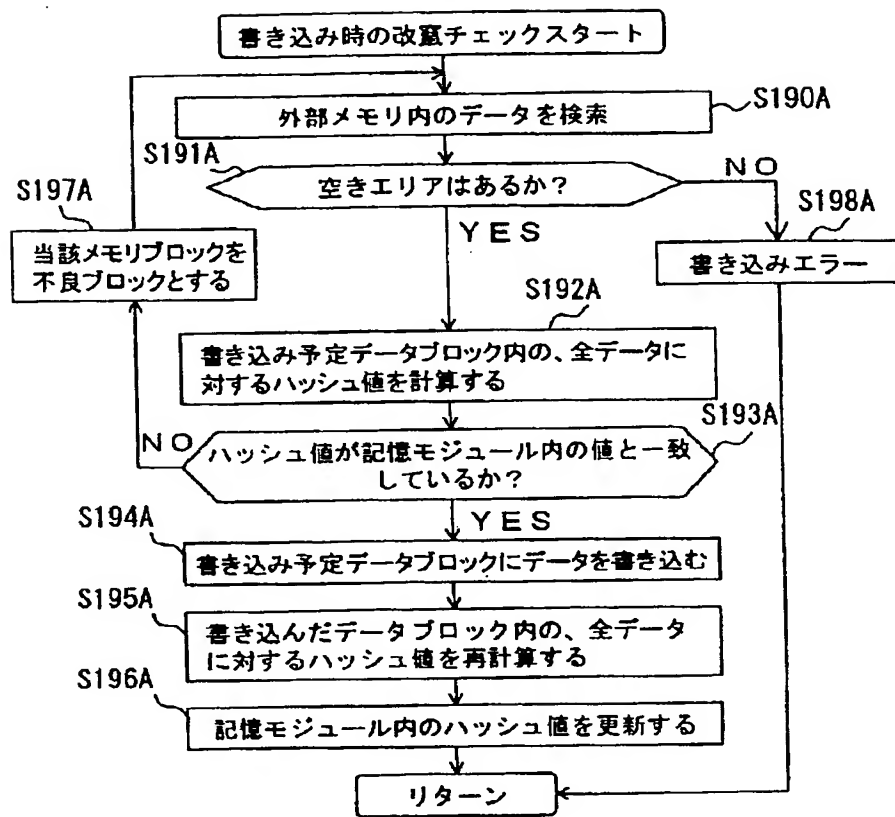 書き込み時の改竄チェックスタート
外部メモリ内のデータを検索
S190A
S191A
空きエリアはあるか?
NO
S197A
当該メモリブロックを
不良ブロックとする
YES
S198A
書き込みエラー
S192A
書き込み予定データブロック内の、全データに
対するハッシュ値を計算する
S193A
NO
ハッシュ値が記憶モジュール内の値と一致
しているか?
YES
S194A
書き込み予定データブロックにデータを書き込む
S195A
書き込んだデータブロック内の、全データ
に対するハッシュ値を再計算する
S196A
記憶モジュール内のハッシュ値を更新する
リターン